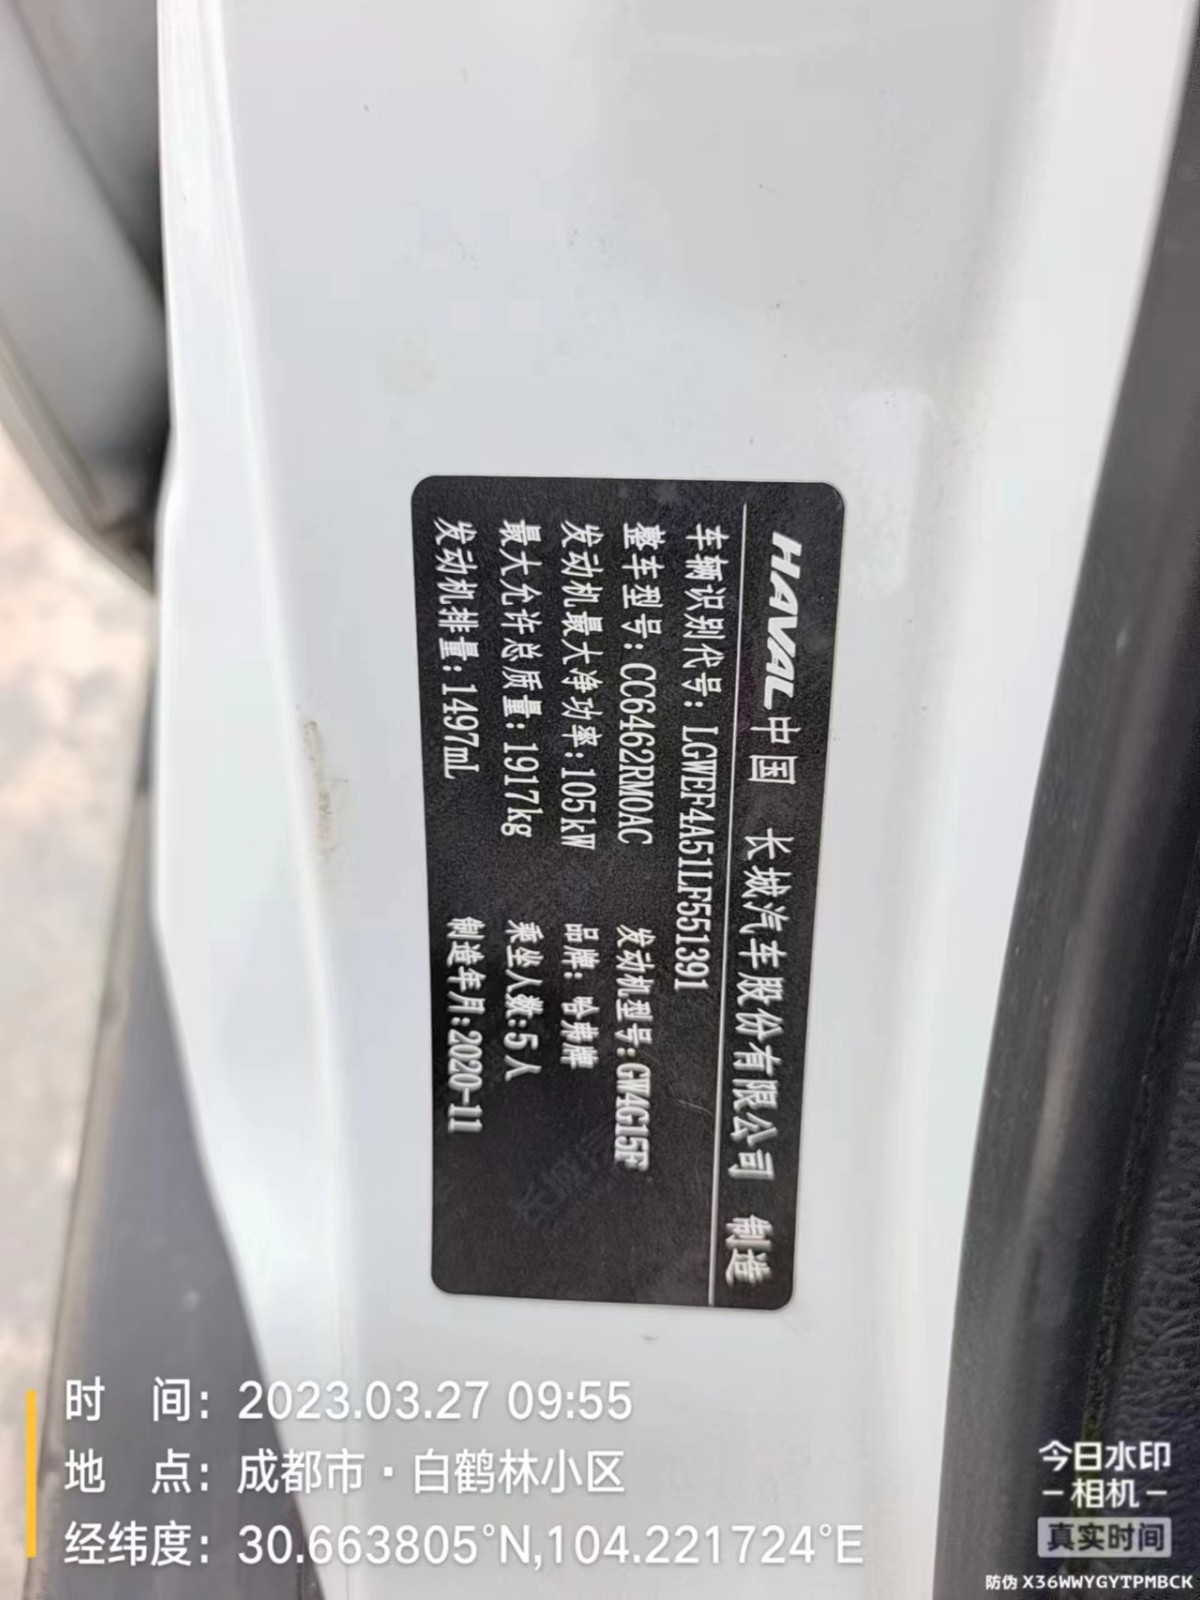 HAVAL 中国 长城汽车股份有限公司 制造
车辆识别代号: LGWEF4A51LF551391
整车型号: CC6462RM0AC 发动机型号: GW4G15F
发动机最大净功率: 105kW 品牌: 哈弗牌
最大允许总质量: 1917kg 乘坐人数: 5人
发动机排量: 1497mL 制造年月: 2020-11
时 间: 2023.03.27 09:55
地 点: 成都市·白鹤林小区
经纬度: 30.663805°N,104.221724°E
今日水印
-相机-
真实时间
防伪 X36WWYGYTPMBCK